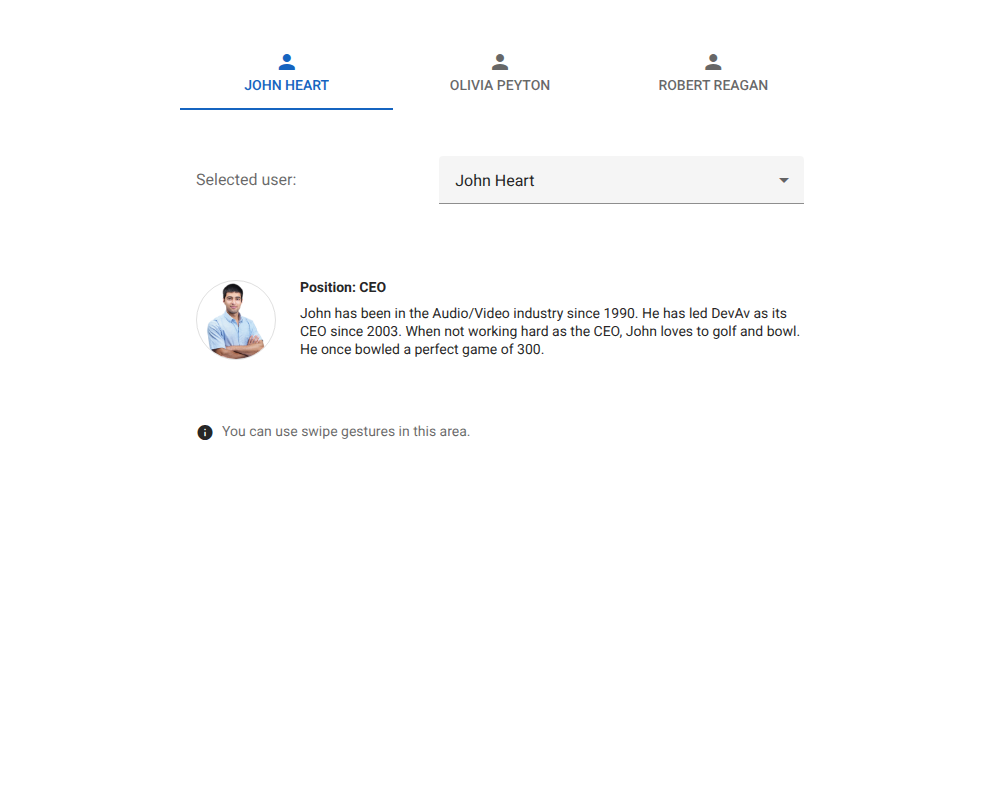 JOHN HEART
OLIVIA PEYTON
ROBERT REAGAN
Selected user:
John Heart
Position: CEO
John has been in the Audio/Video industry since 1990. He has led DevAv as its
CEO since 2003. When not working hard as the CEO, John loves to golf and bowl.
He once bowled a perfect game of 300.
You can use swipe gestures in this area.